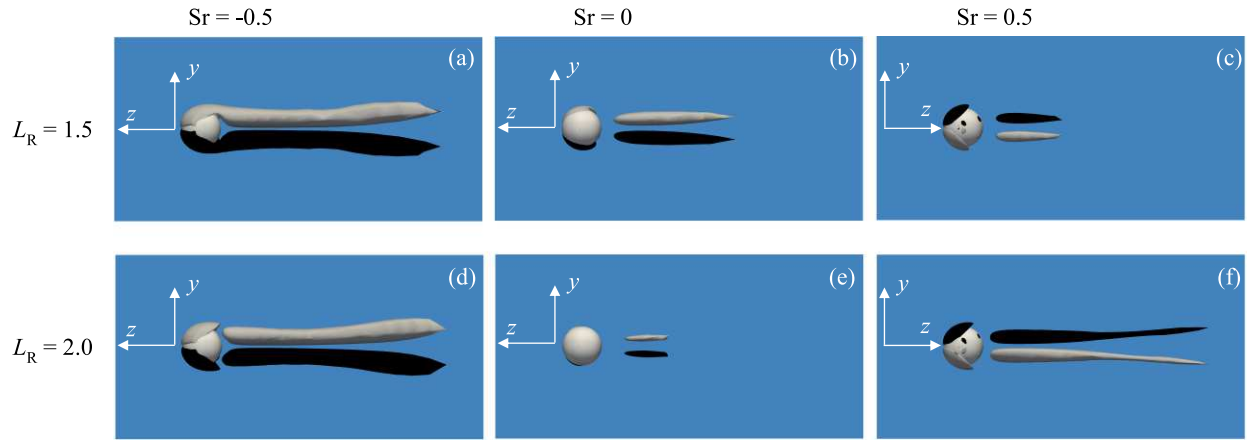 Sr = -0.5 Sr = 0 Sr = 0.5
(a) (b) (c)
y y y
z z z
L_R = 1.5
(d) (e) (f)
y y y
z z z
L_R = 2.0